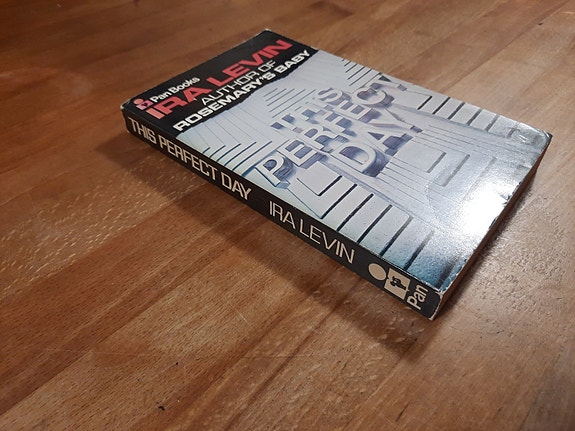 Pan Books
IRA LEVIN
AUTHOR OF
ROSEMARY'S BABY
THIS
PERFECT
DAY
THIS PERFECT DAY IRA LEVIN
Pan